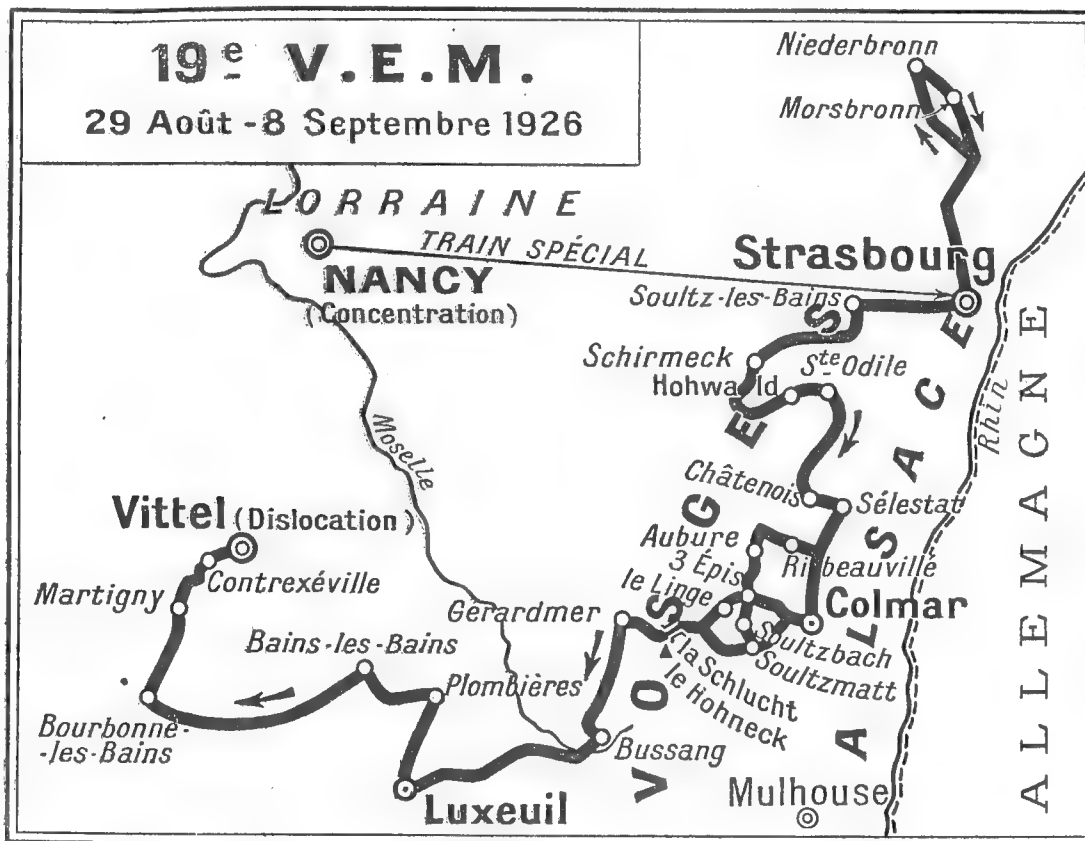 19e V.E.M.
29 Août - 8 Septembre 1926
Niederbronn
Morsbronn
LORRAINE
TRAIN SPÉCIAL
NANCY
(Concentration)
Strasbourg
Soultz-les-Bains
Schirmeck
Ste Odile
Hohwald
Moselle
Rhin
ALLEMAGNE
ALSACE
VOSGES
Châtenois
Sélestat
Vittel (Dislocation)
Aubure
Ribeauvillé
3 Épis
le Linge
Colmar
Contrexéville
Martigny
Gérardmer
Soultzbach
Soultzmatt
la Schlucht
le Hohneck
Bains-les-Bains
Plombières
Bourbonne-
-les-Bains
Bussang
Luxeuil
Mulhouse